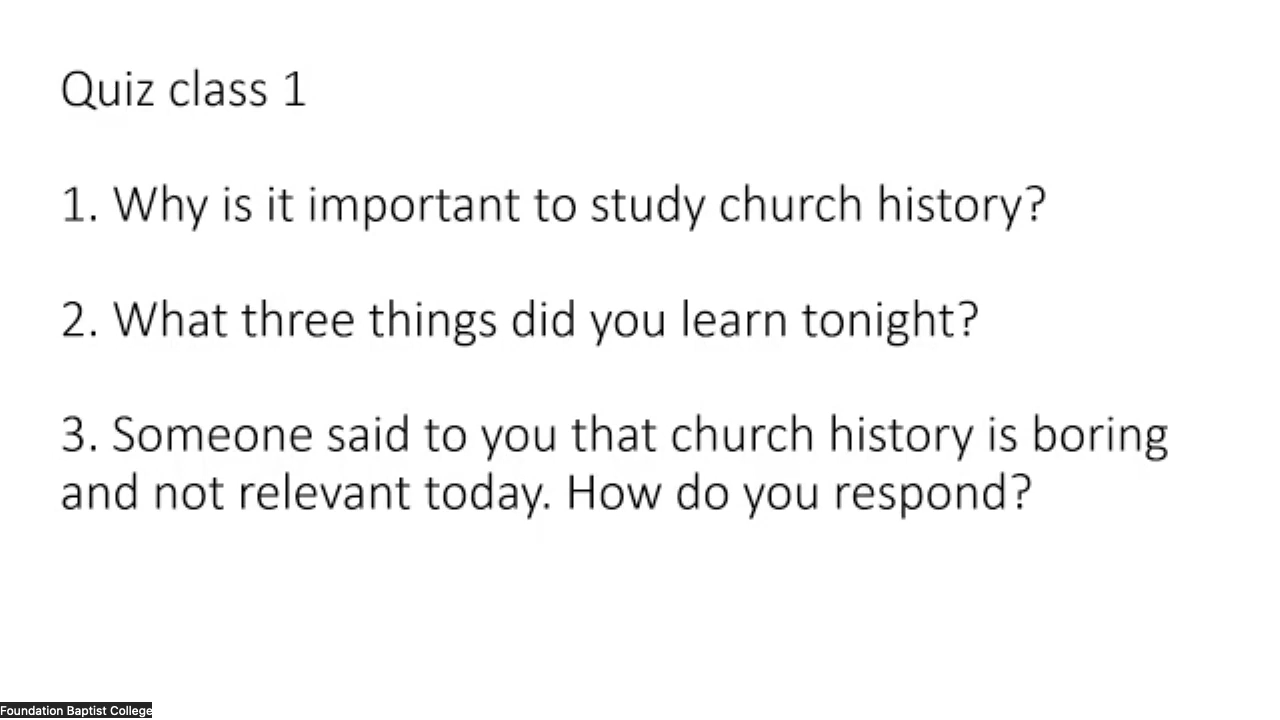 Quiz class 1
1. Why is it important to study church history?
2. What three things did you learn tonight?
3. Someone said to you that church history is boring
and not relevant today. How do you respond?
Foundation Baptist College